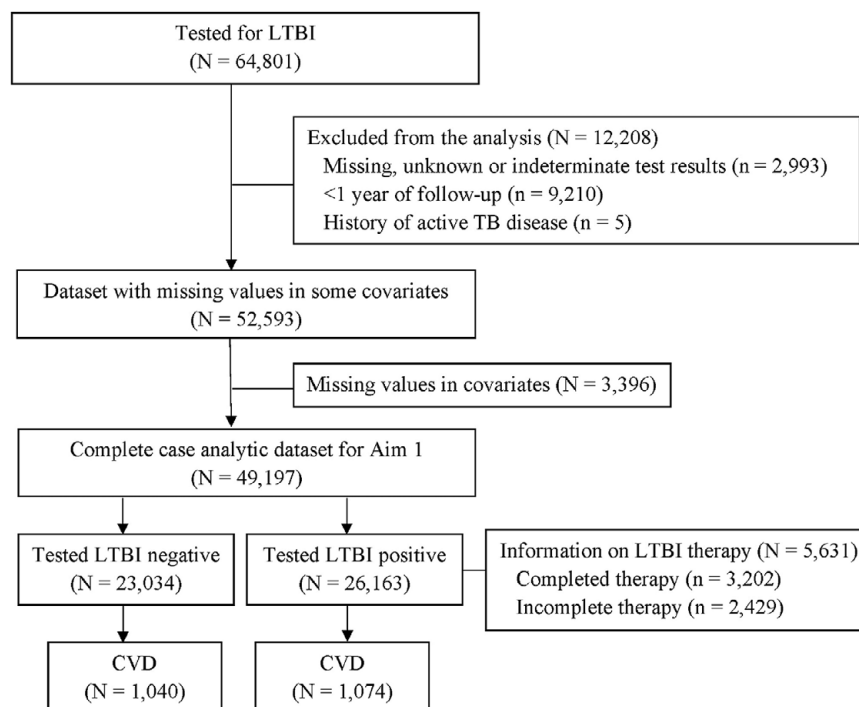 Tested for LTBI
(N = 64,801)
Excluded from the analysis (N = 12,208)
Missing, unknown or indeterminate test results (n = 2,993)
<1 year of follow-up (n = 9,210)
History of active TB disease (n = 5)
Dataset with missing values in some covariates
(N = 52,593)
Missing values in covariates (N = 3,396)
Complete case analytic dataset for Aim 1
(N = 49,197)
Tested LTBI negative
(N = 23,034)
Tested LTBI positive
(N = 26,163)
Information on LTBI therapy (N = 5,631)
Completed therapy (n = 3,202)
Incomplete therapy (n = 2,429)
CVD
(N = 1,040)
CVD
(N = 1,074)